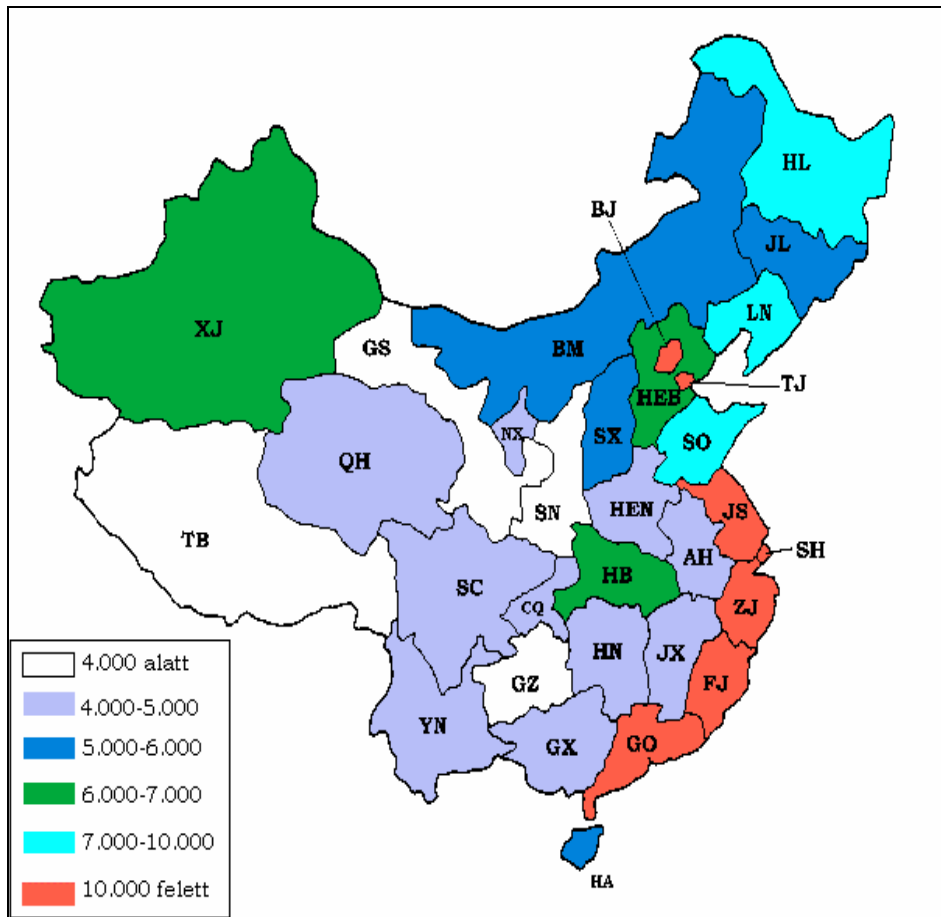 HL
BJ
JL
LN
XJ
GS
BM
TJ
HEB
NX
SX
SO
QH
HEN
SN
JS
TB
AH
SH
HB
SC
CQ
ZJ
HN
JX
GZ
FJ
YN
GX
GO
HA
4.000 alatt
4.000-5.000
5.000-6.000
6.000-7.000
7.000-10.000
10.000 felett